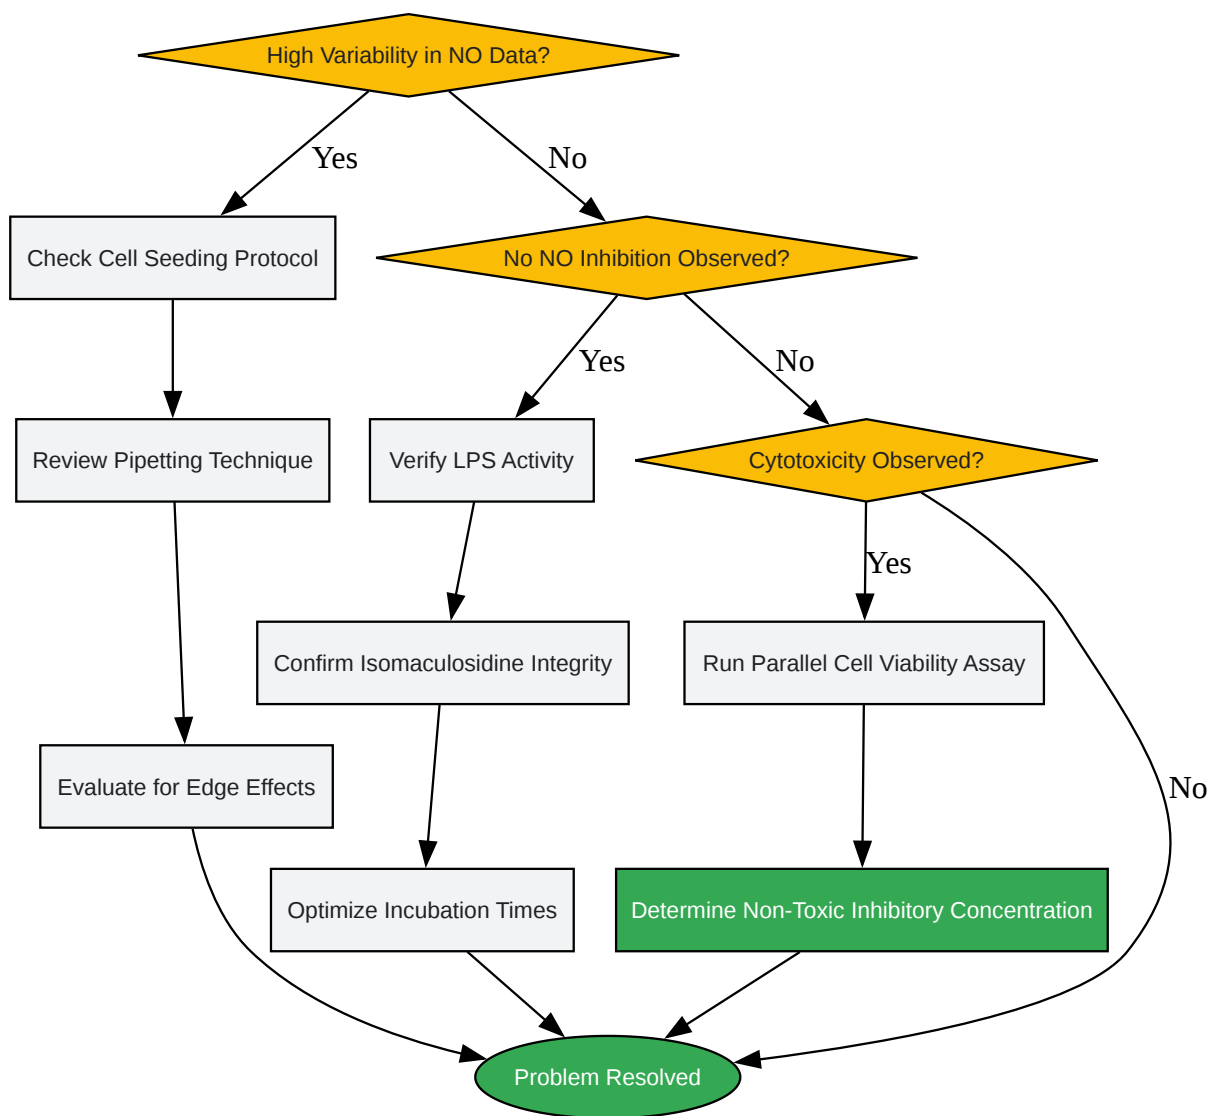 High Variability in NO Data?
Yes
No
Check Cell Seeding Protocol
No NO Inhibition Observed?
Yes
No
Review Pipetting Technique
Verify LPS Activity
Cytotoxicity Observed?
Yes
Confirm Isomaculosidine Integrity
Run Parallel Cell Viability Assay
Evaluate for Edge Effects
No
Optimize Incubation Times
Determine Non-Toxic Inhibitory Concentration
Problem Resolved